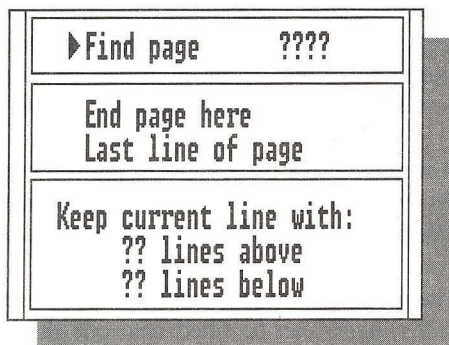 ▶Find page ????
End page here
Last line of page
Keep current line with:
?? lines above
?? lines below